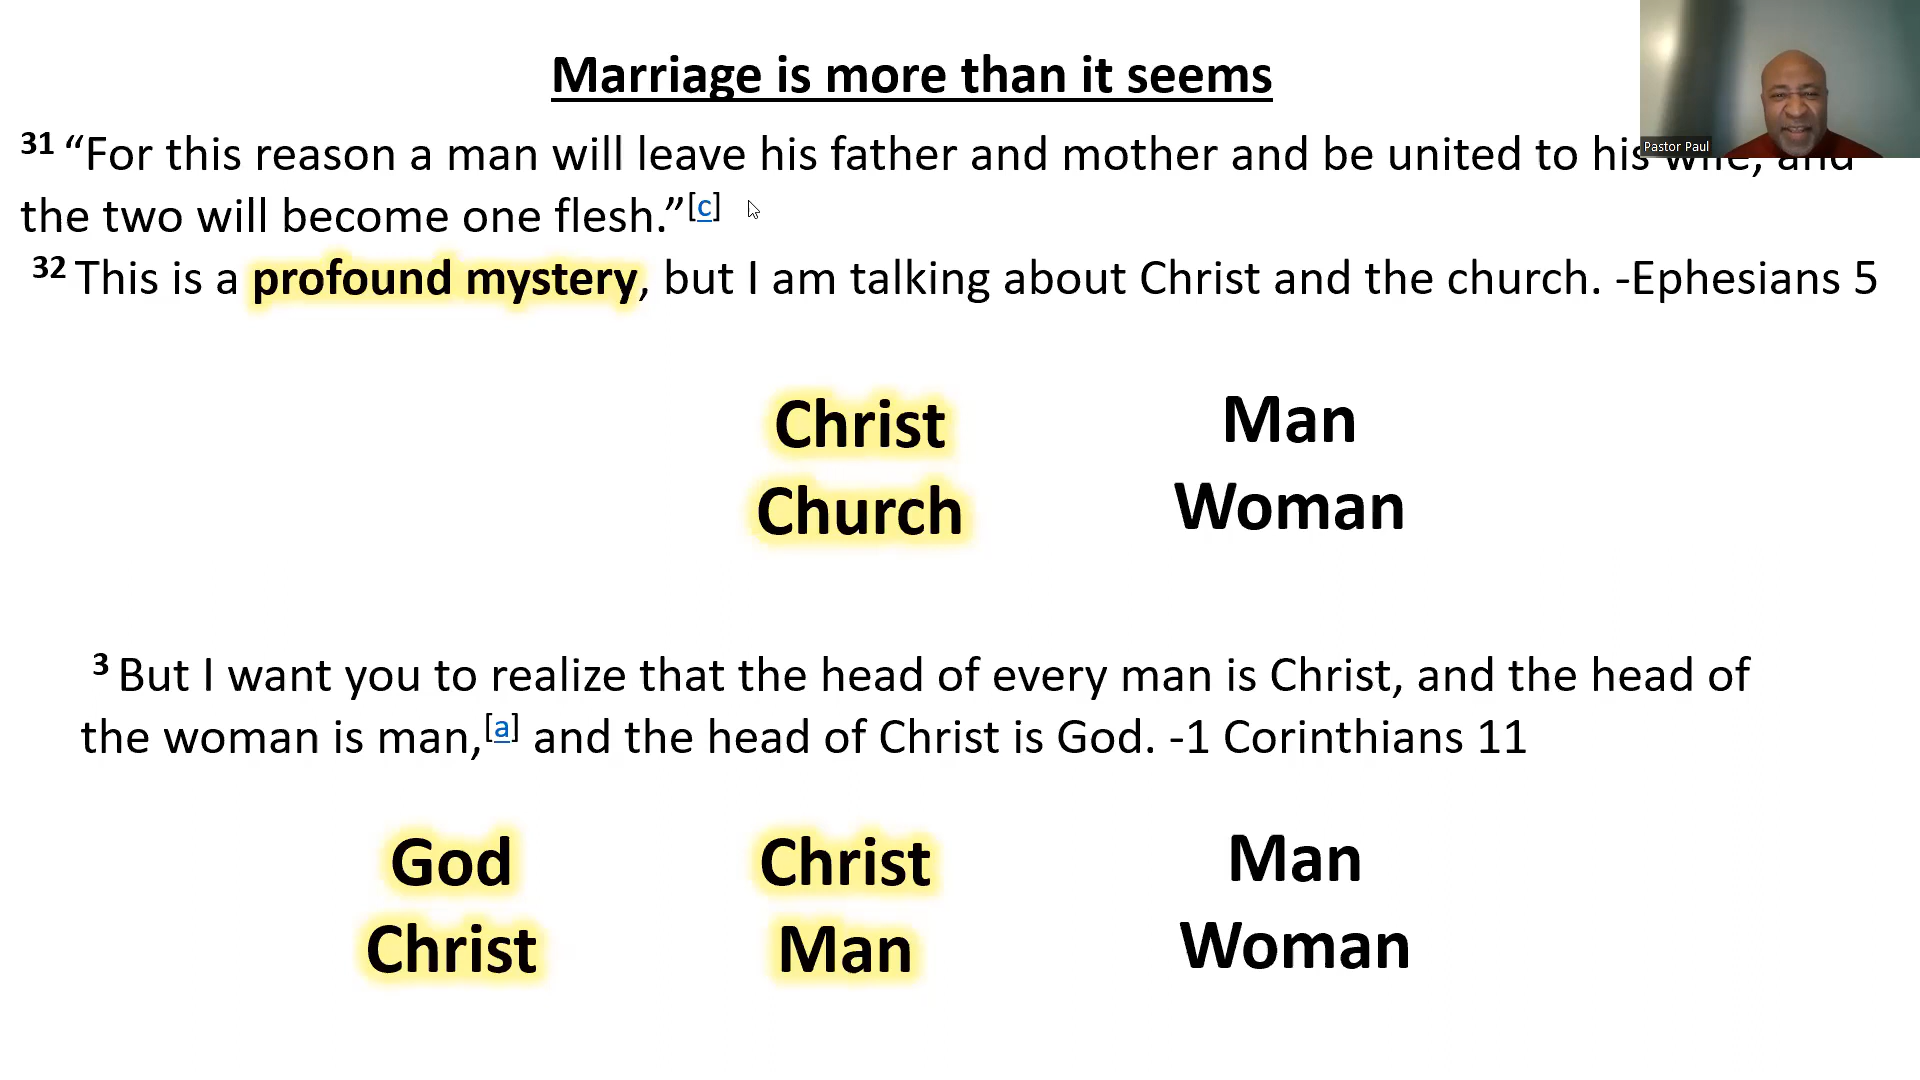 Marriage is more than it seems
Pastor Paul
31 “For this reason a man will leave his father and mother and be united to his wife, and
the two will become one flesh.”[c]
32 This is a profound mystery, but I am talking about Christ and the church. -Ephesians 5
Christ Man
Church Woman
3 But I want you to realize that the head of every man is Christ, and the head of
the woman is man,[a] and the head of Christ is God. -1 Corinthians 11
God Christ Man
Christ Man Woman